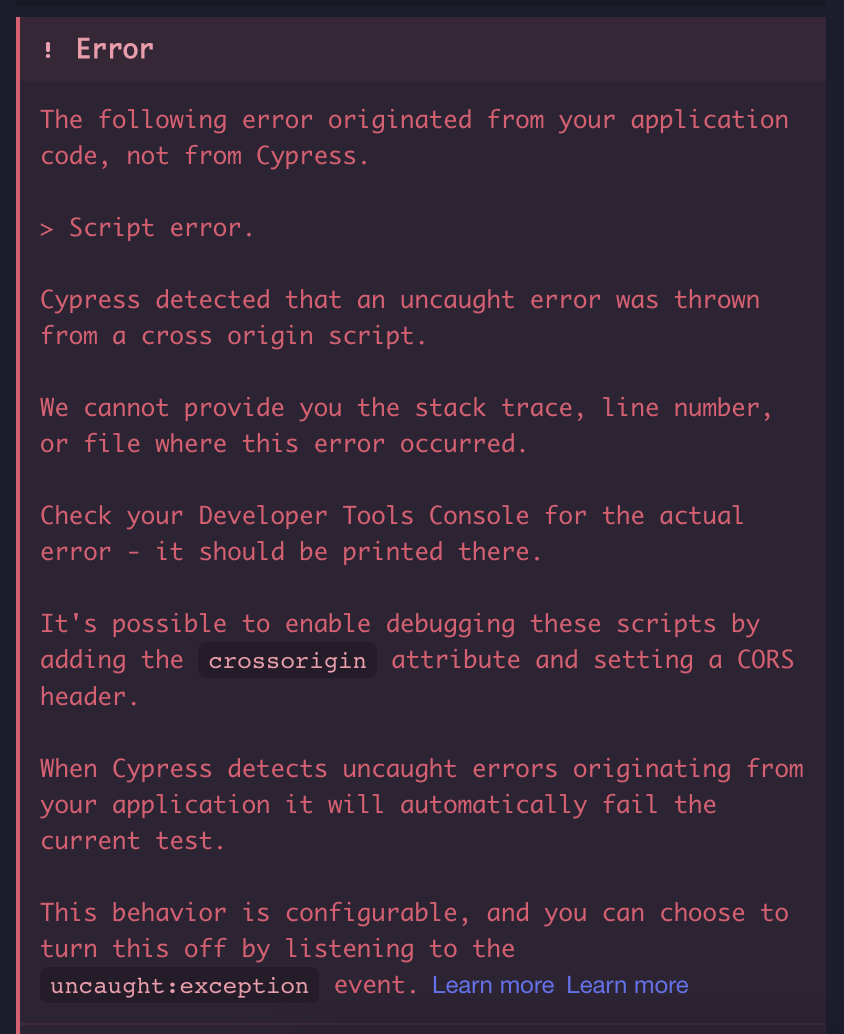 ! Error
The following error originated from your application
code, not from Cypress.
> Script error.
Cypress detected that an uncaught error was thrown
from a cross origin script.
We cannot provide you the stack trace, line number,
or file where this error occurred.
Check your Developer Tools Console for the actual
error - it should be printed there.
It's possible to enable debugging these scripts by
adding the crossorigin attribute and setting a CORS
header.
When Cypress detects uncaught errors originating from
your application it will automatically fail the
current test.
This behavior is configurable, and you can choose to
turn this off by listening to the
uncaught:exception event. Learn more Learn more